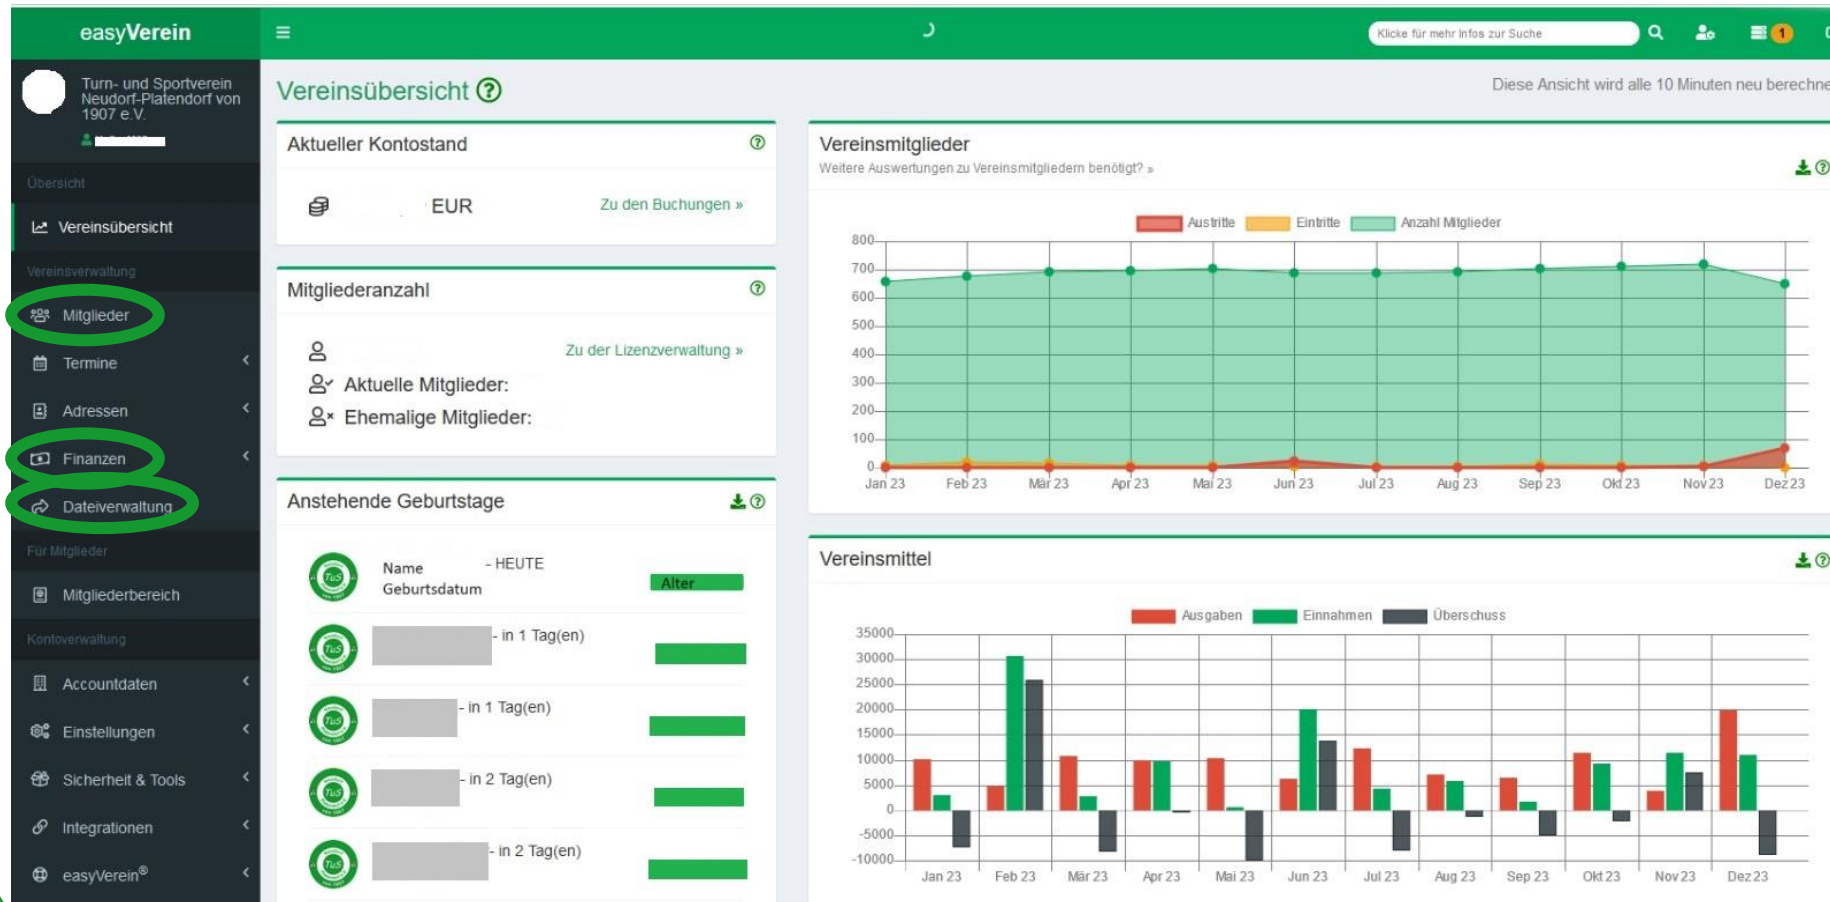 easyVerein
Klicke für mehr Infos zur Suche
1
Turn- und Sportverein
Neudorf-Platendorf von
1907 e.V.
Übersicht
Vereinsübersicht
Vereinsverwaltung
Mitglieder
Termine
Adressen
Finanzen
Dateiverwaltung
Für Mitglieder
Mitgliederbereich
Kontoverwaltung
Accountdaten
Einstellungen
Sicherheit & Tools
Integrationen
easyVerein®
Vereinsübersicht
Diese Ansicht wird alle 10 Minuten neu berechne
Aktueller Kontostand
EUR
Zu den Buchungen »
Mitgliederanzahl
Zu der Lizenzverwaltung »
Aktuelle Mitglieder:
Ehemalige Mitglieder:
Anstehende Geburtstage
TuS
Name - HEUTE
Geburtsdatum
Alter
TuS
- in 1 Tag(en)
TuS
- in 1 Tag(en)
TuS
- in 2 Tag(en)
TuS
- in 2 Tag(en)
Vereinsmitglieder
Weitere Auswertungen zu Vereinsmitgliedern benötigt? »
Austritte Eintritte Anzahl Mitglieder
800
700
600
500
400
300
200
100
0
Jan 23 Feb 23 Mär 23 Apr 23 Mai 23 Jun 23 Jul 23 Aug 23 Sep 23 Okt 23 Nov 23 Dez 23
Vereinsmittel
Ausgaben Einnahmen Überschuss
35000
30000
25000
20000
15000
10000
5000
0
-5000
-10000
Jan 23 Feb 23 Mär 23 Apr 23 Mai 23 Jun 23 Jul 23 Aug 23 Sep 23 Okt 23 Nov 23 Dez 23